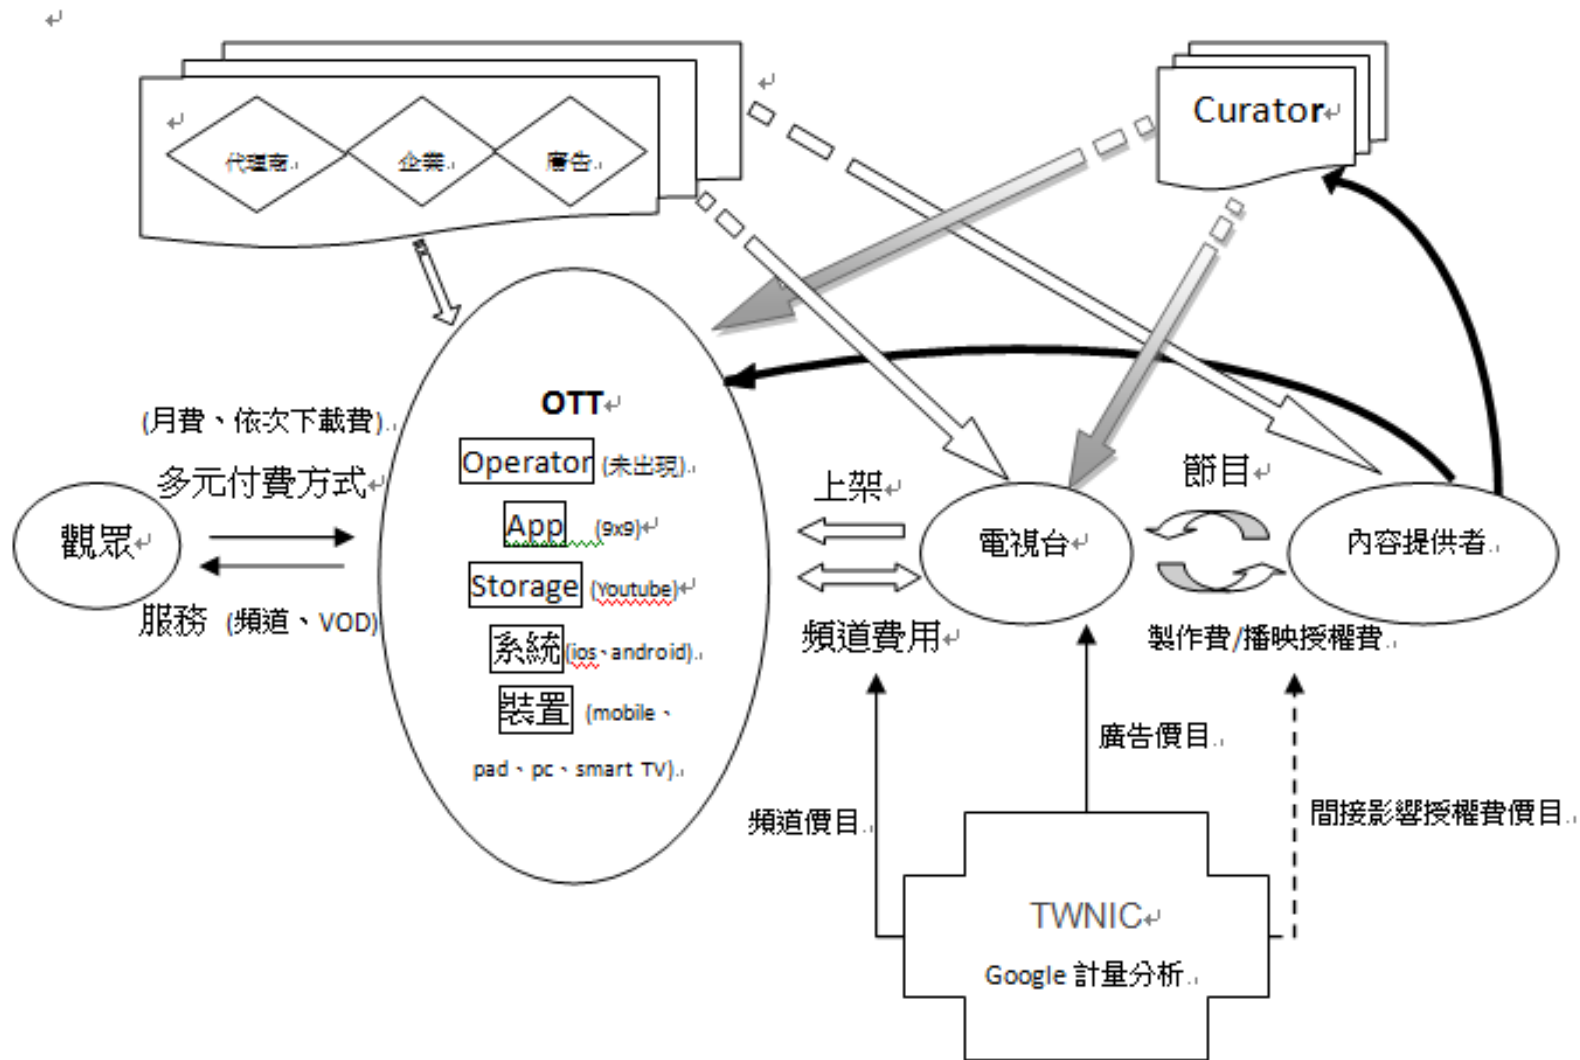 代理商
企業
廣告
Curator
OTT
(月費、依次下載費)
Operator (未出現)
多元付費方式
上架
節目
App (9x9)
觀眾
電視台
內容提供者
Storage (Youtube)
服務 (頻道、VOD)
頻道費用
製作費/播映授權費
系統(ios、android)
裝置 (mobile、
pad、pc、smart TV)
廣告價目
頻道價目
間接影響授權費價目
TWNIC
Google 計量分析